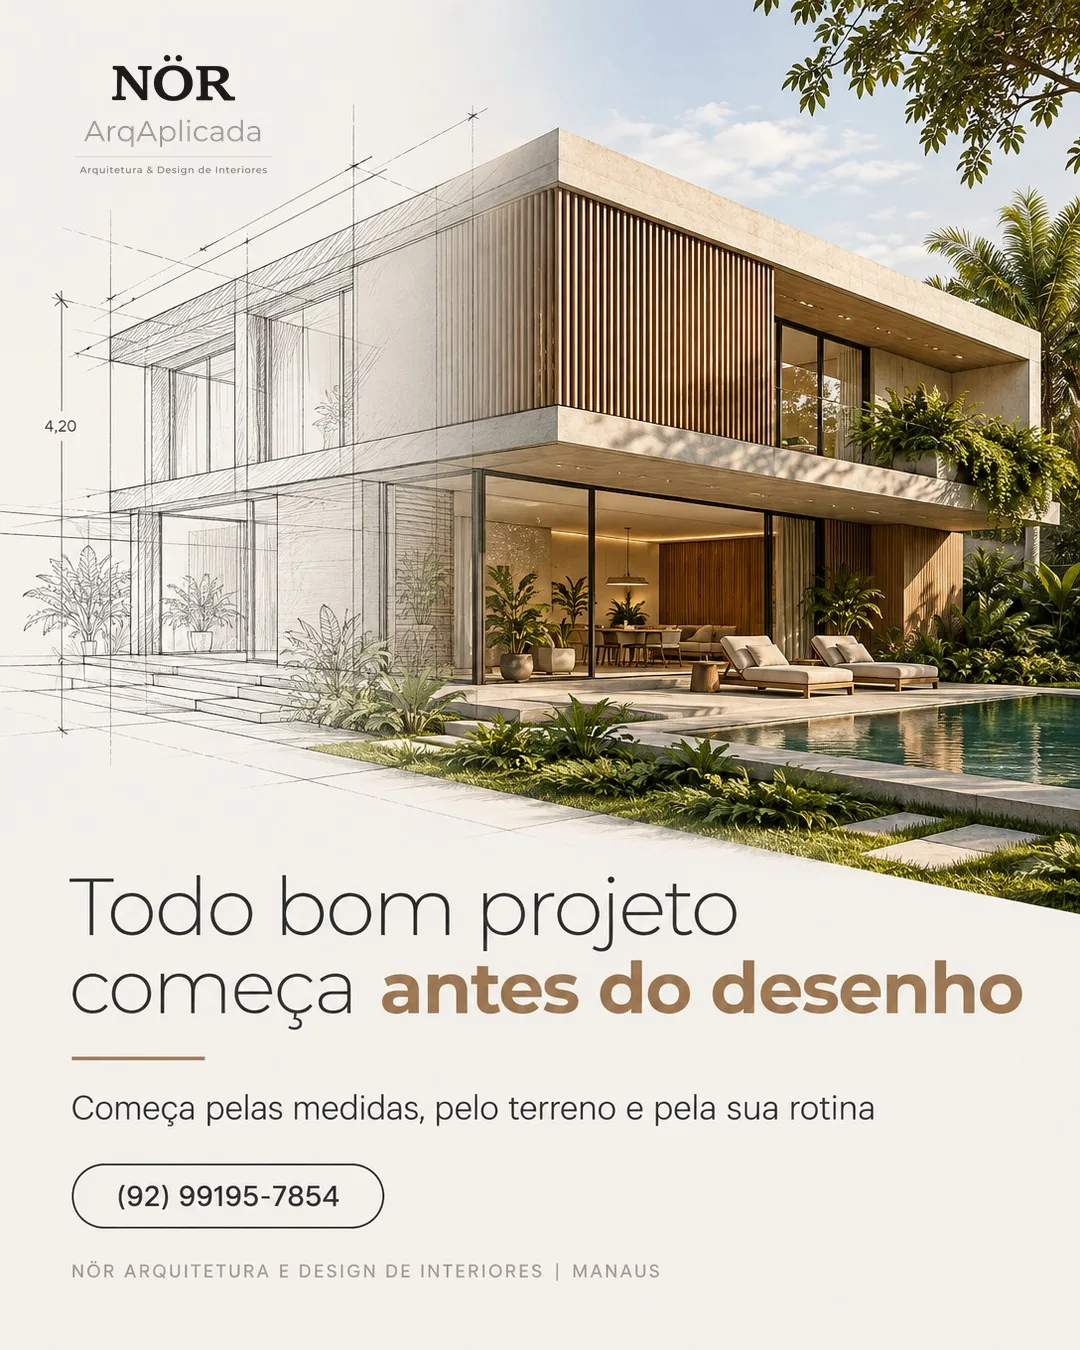 NÖR
ArqAplicada
Arquitetura & Design de Interiores
4,20
Todo bom projeto
começa antes do desenho
Começa pelas medidas, pelo terreno e pela sua rotina
(92) 99195-7854
NÖR ARQUITETURA E DESIGN DE INTERIORES | MANAUS